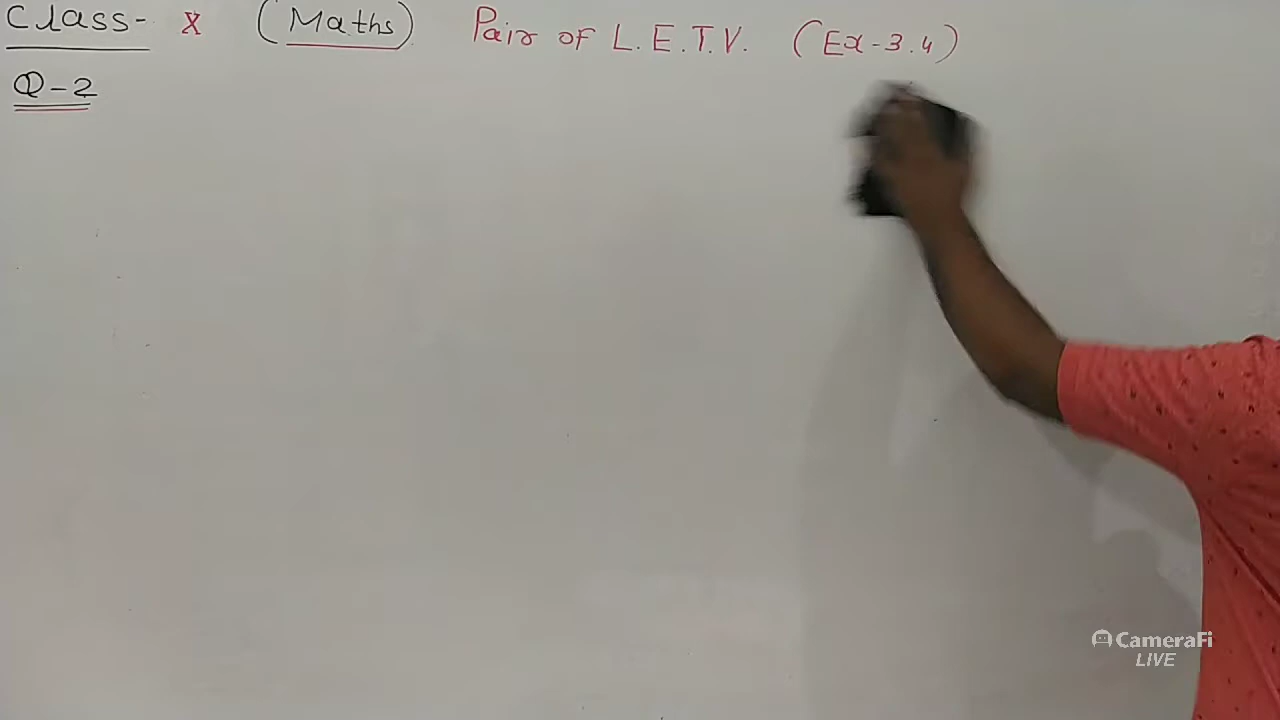 Class- X (Maths) Pair of L.E.T.V. (Ex-3.4)
Q-2
CameraFi
LIVE